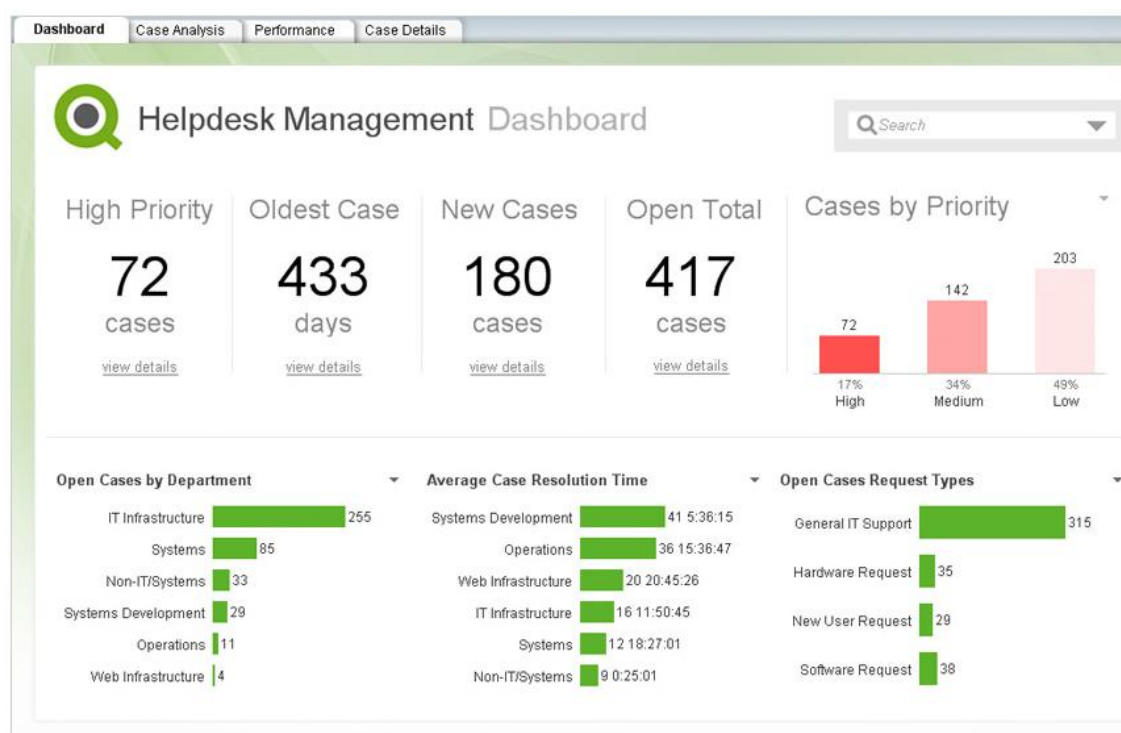 Dashboard Case Analysis Performance Case Details
Helpdesk Management Dashboard
Search
High Priority
72
cases
view details
Oldest Case
433
days
view details
New Cases
180
cases
view details
Open Total
417
cases
view details
Cases by Priority
72 142 203
17% 34% 49%
High Medium Low
Open Cases by Department
IT Infrastructure 255
Systems 85
Non-IT/Systems 33
Systems Development 29
Operations 11
Web Infrastructure 4
Average Case Resolution Time
Systems Development 41 5:36:15
Operations 36 15:36:47
Web Infrastructure 20 20:45:26
IT Infrastructure 16 11:50:45
Systems 12 18:27:01
Non-IT/Systems 9 0:25:01
Open Cases Request Types
General IT Support 315
Hardware Request 35
New User Request 29
Software Request 38